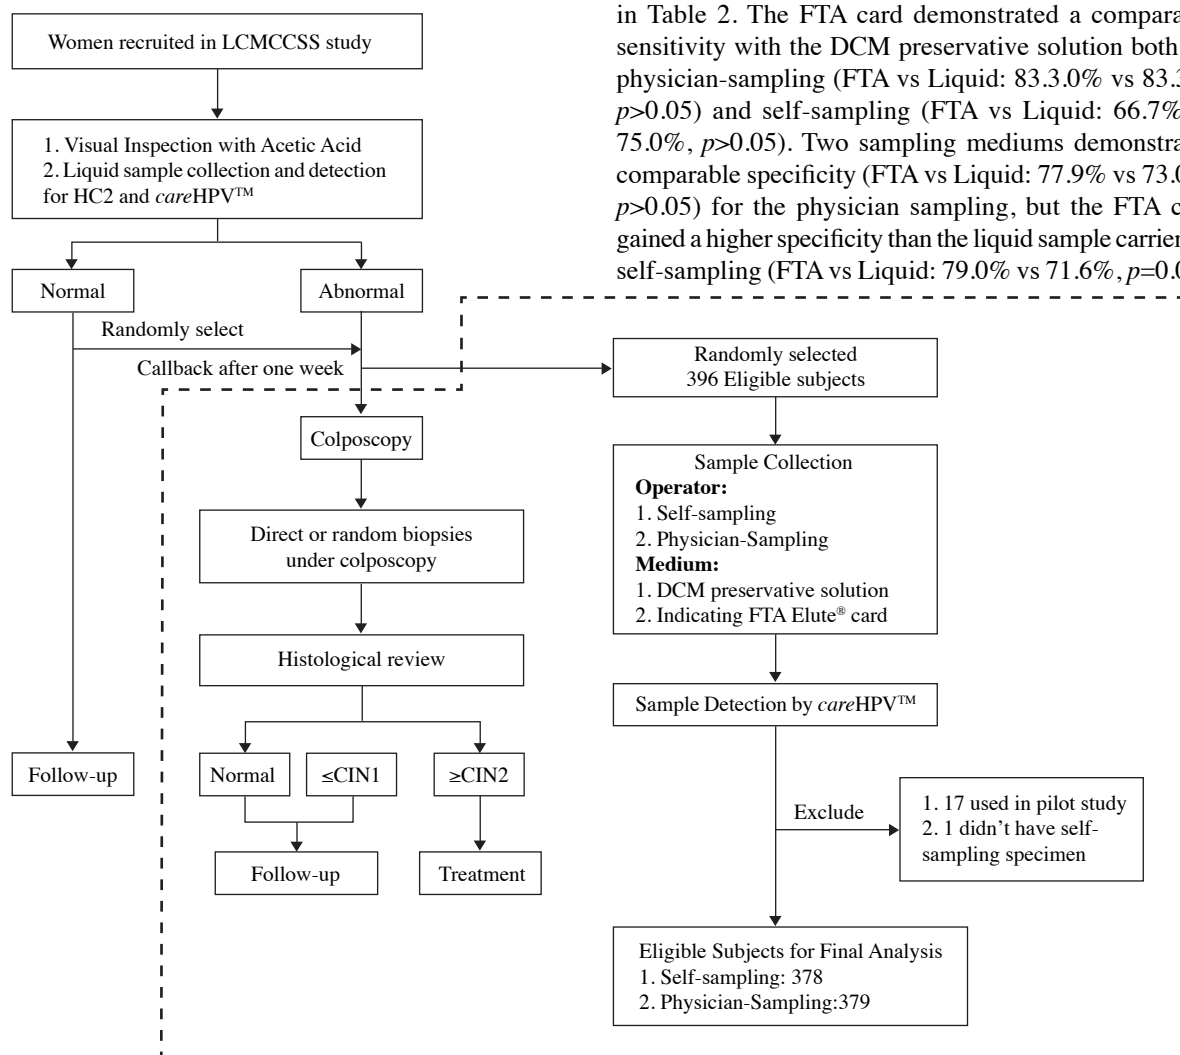 in Table 2. The FTA card demonstrated a
sensitivity with the DCM preservative solution both
physician-sampling (FTA vs Liquid: 83.3.0% vs
p>0.05) and self-sampling (FTA vs Liquid: 66.7%
75.0%, p>0.05). Two sampling mediums
comparable specificity (FTA vs Liquid: 77.9% vs
p>0.05) for the physician sampling, but the FTA
gained a higher specificity than the liquid sample carrier
self-sampling (FTA vs Liquid: 79.0% vs 71.6%,
Women recruited in LCMCCSS study
1. Visual Inspection with Acetic Acid
2. Liquid sample collection and detection
for HC2 and careHPV™
Normal
Abnormal
Randomly select
Callback after one week
Colposcopy
Direct or random biopsies
under colposcopy
Histological review
Normal
≤CIN1
≥CIN2
Follow-up
Follow-up
Treatment
Randomly selected
396 Eligible subjects
Sample Collection
Operator:
1. Self-sampling
2. Physician-Sampling
Medium:
1. DCM preservative solution
2. Indicating FTA Elute® card
Sample Detection by careHPV™
Exclude
1. 17 used in pilot study
2. 1 didn't have self-
sampling specimen
Eligible Subjects for Final Analysis
1. Self-sampling: 378
2. Physician-Sampling:379